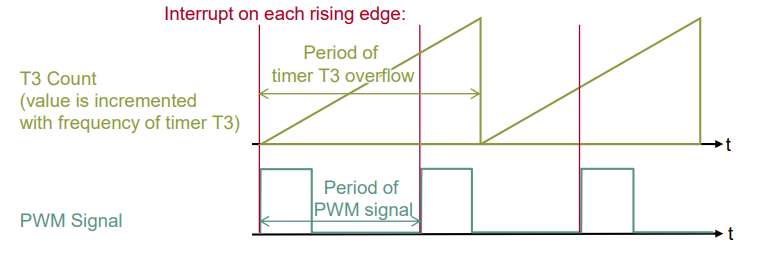 Interrupt on each rising edge:
Period of
timer T3 overflow
T3 Count
(value is incremented
with frequency of timer T3)
t
Period of
PWM signal
PWM Signal
t